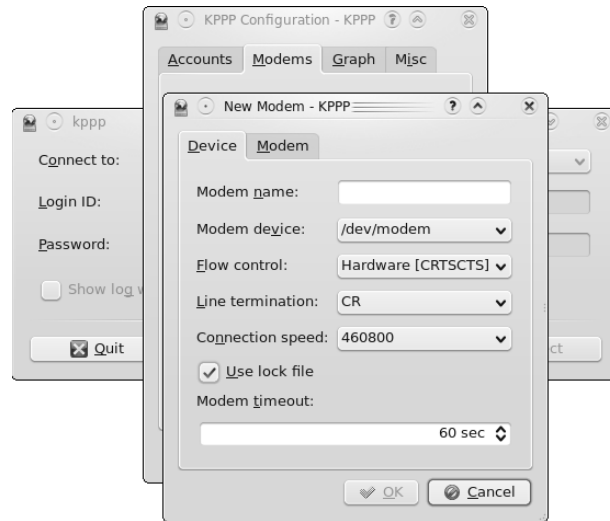 KPPP Configuration - KPPP ?
Accounts Modems Graph Misc
kppp
Connect to:
Login ID:
Password:
Show log
Quit
ct
New Modem - KPPP ?
Device Modem
Modem name:
Modem device: /dev/modem
Flow control: Hardware [CRTSCTS]
Line termination: CR
Connection speed: 460800
Use lock file
Modem timeout:
60 sec
OK Cancel